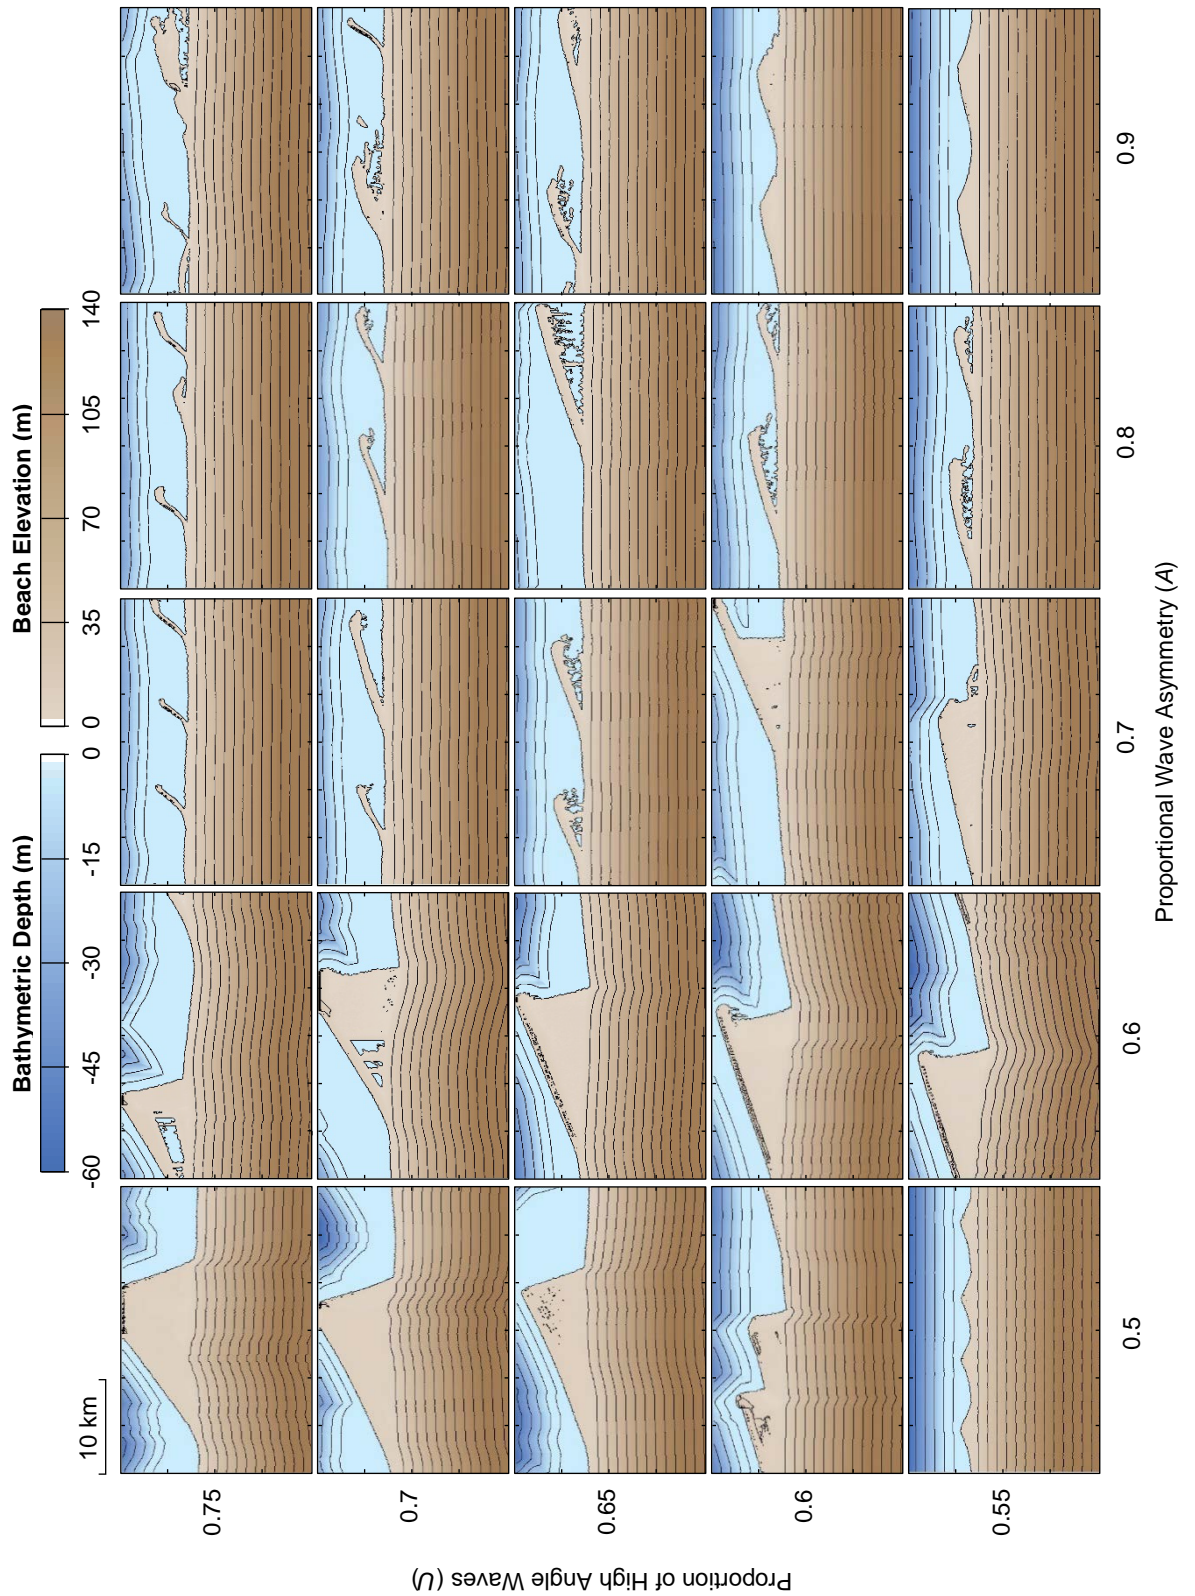 Bathymetric Depth (m)
Beach Elevation (m)
-60 -45 -30 -15 0
0 35 70 105 140
10 km
0.75
0.7
0.65
0.6
0.55
Proportion of High Angle Waves (U)
0.5 0.6 0.7 0.8 0.9
Proportional Wave Asymmetry (A)